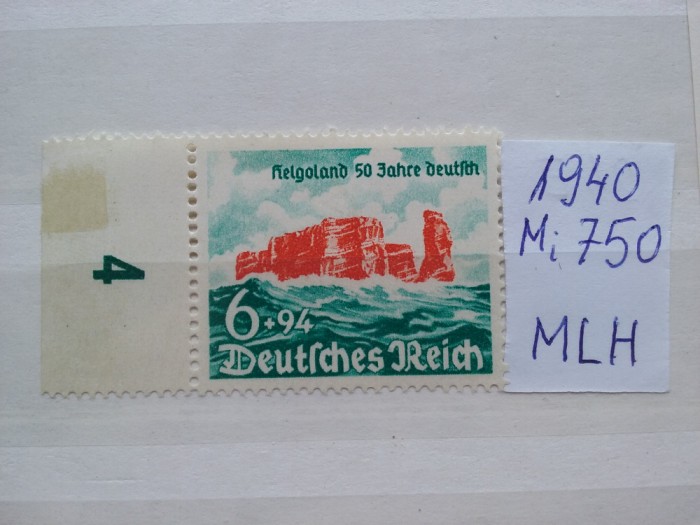 Helgoland 50 Jahre deutsch
6+94
Deutsches Reich
4
1940
Mi 750
MLH